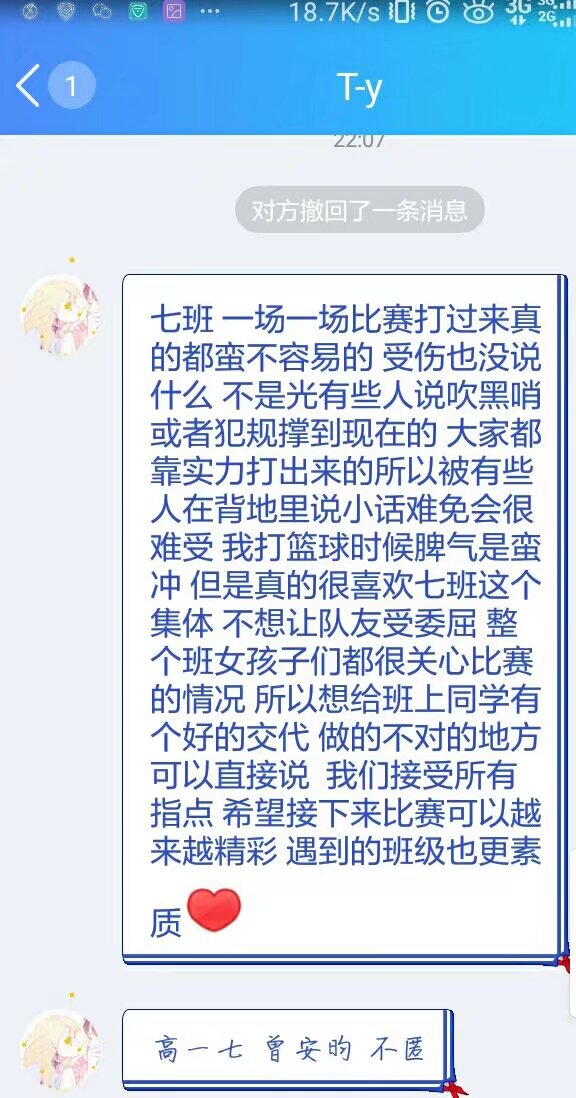 18.7K/s 3G 3G 2G
1 T-y
22:07
对方撤回了一条消息
七班 一场一场比赛打过来真
的都蛮不容易的 受伤也没说
什么 不是光有些人说吹黑哨
或者犯规撑到现在的 大家都
靠实力打出来的所以被有些
人在背地里说小话难免会很
难受 我打篮球时候脾气是蛮
冲 但是真的很喜欢七班这个
集体 不想让队友受委屈 整
个班女孩子们都很关心比赛
的情况 所以想给班上同学有
个好的交代 做的不对的地方
可以直接说 我们接受所有
指点 希望接下来比赛可以越
来越精彩 遇到的班级也更素
质
高一七 曾安昀 不匿